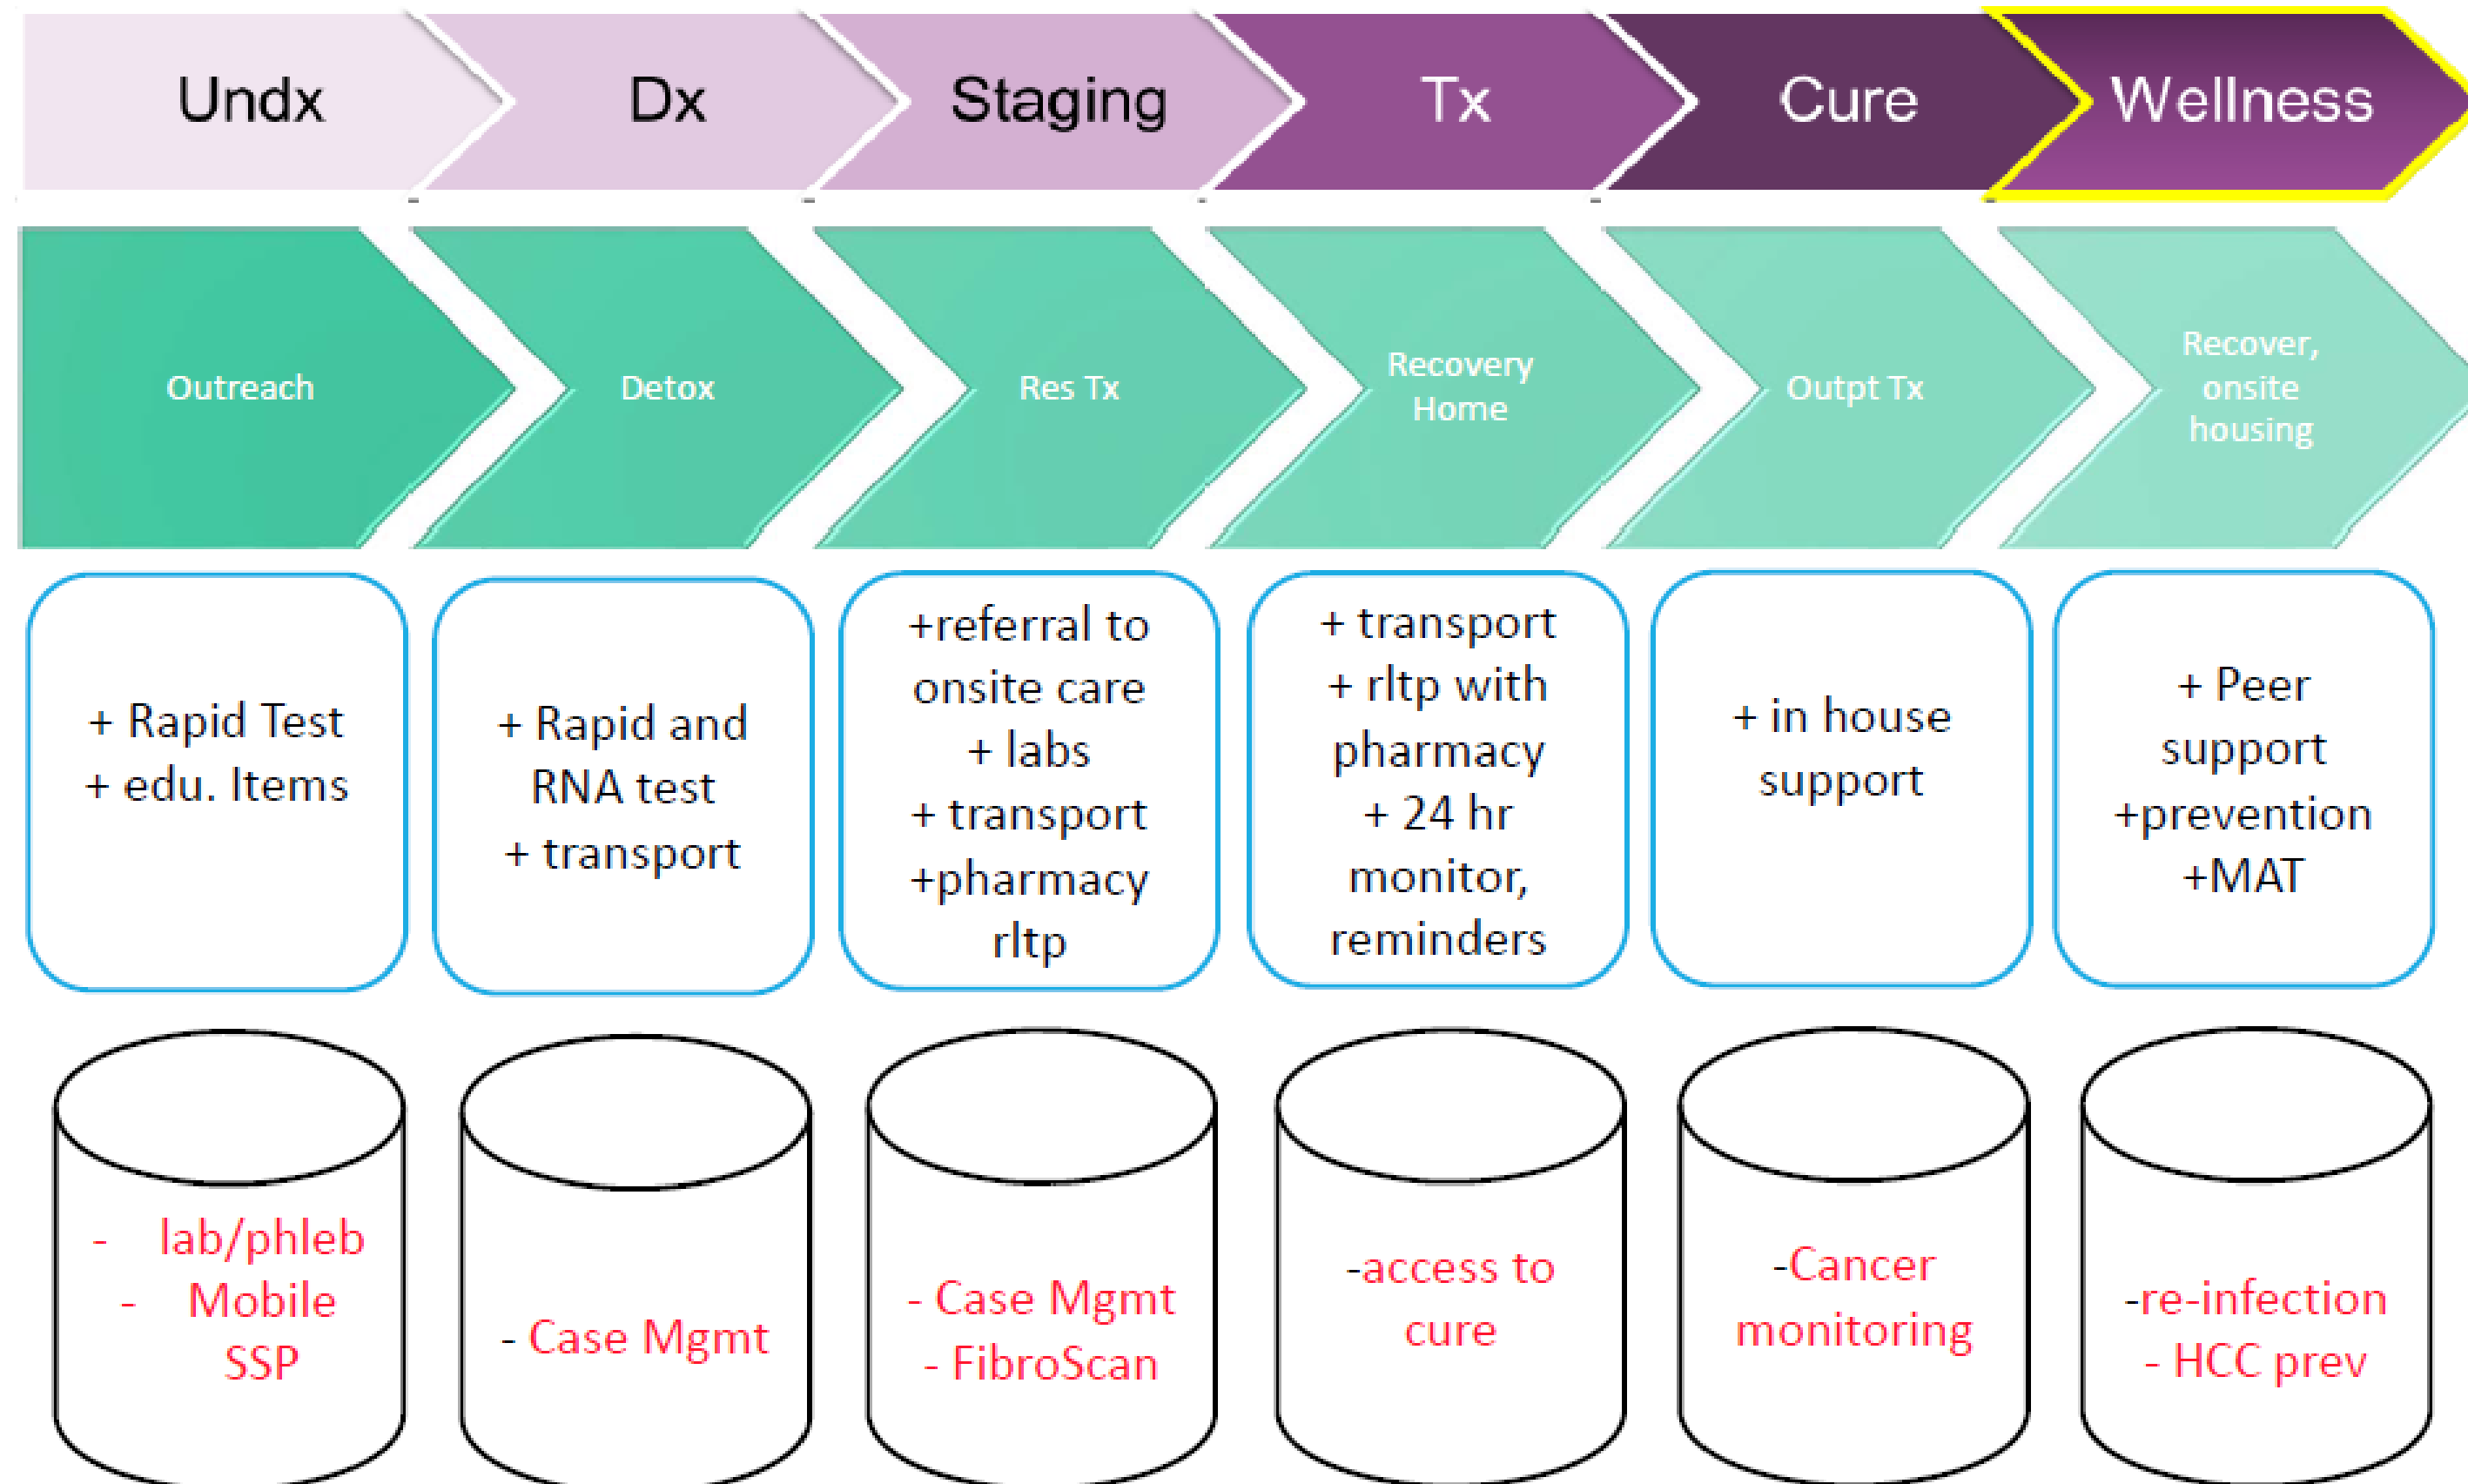 Undx
Dx
Staging
Tx
Cure
Wellness
Outreach
Detox
Res Tx
Recovery
Home
Outpt Tx
Recover,
onsite
housing
+ Rapid Test
+ edu. Items
+ Rapid and
RNA test
+ transport
+referral to
onsite care
+ labs
+ transport
+pharmacy
rltp
+ transport
+ rltp with
pharmacy
+ 24 hr
monitor,
reminders
+ in house
support
+ Peer
support
+prevention
+MAT
- lab/phleb
- Mobile
SSP
- Case Mgmt
- Case Mgmt
- FibroScan
-access to
cure
-Cancer
monitoring
-re-infection
- HCC prev